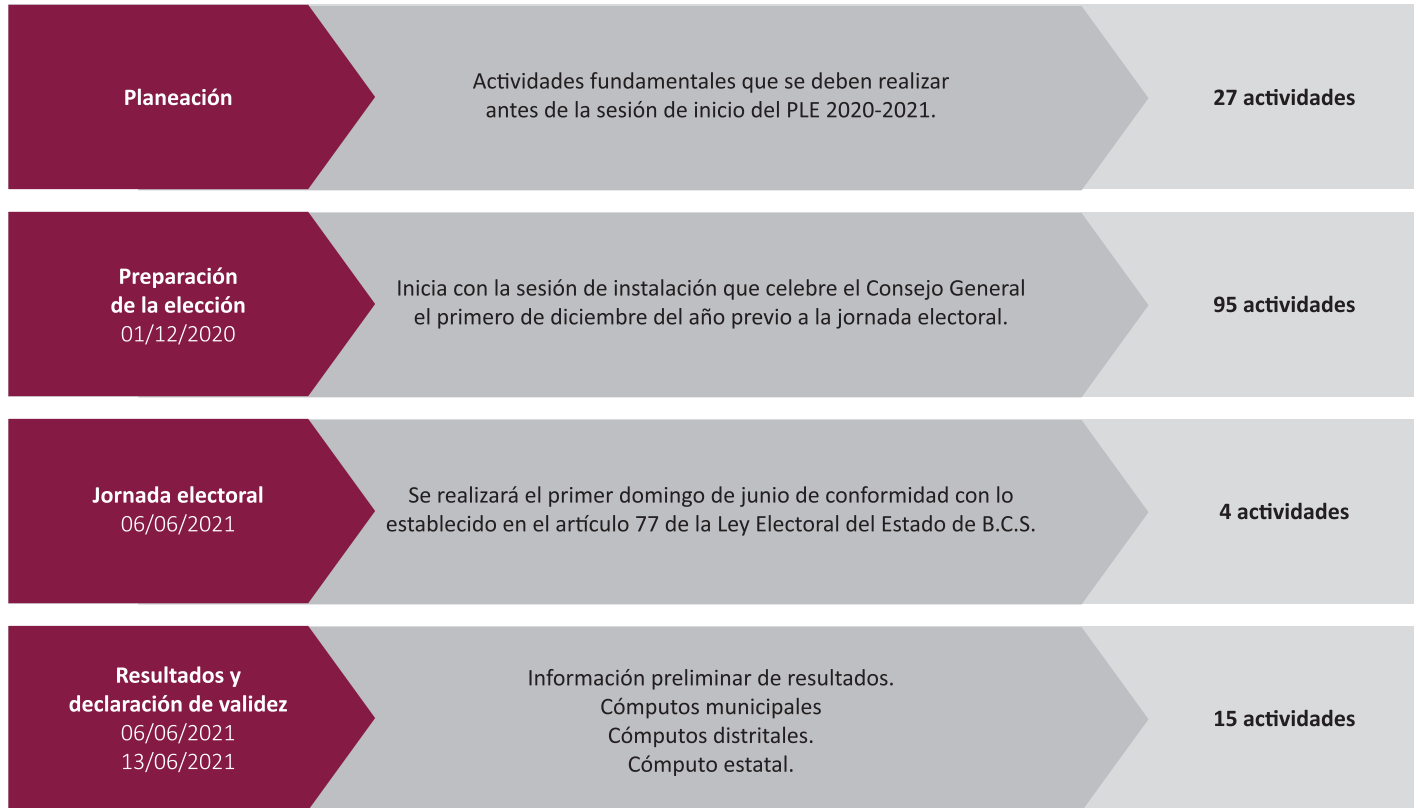 Planeación
Actividades fundamentales que se deben realizar
antes de la sesión de inicio del PLE 2020-2021.
27 actividades
Preparación
de la elección
01/12/2020
Inicia con la sesión de instalación que celebre el Consejo General
el primero de diciembre del año previo a la jornada electoral.
95 actividades
Jornada electoral
06/06/2021
Se realizará el primer domingo de junio de conformidad con lo
establecido en el artículo 77 de la Ley Electoral del Estado de B.C.S.
4 actividades
Resultados y
declaración de validez
06/06/2021
13/06/2021
Información preliminar de resultados.
Cómputos municipales
Cómputos distritales.
Cómputo estatal.
15 actividades